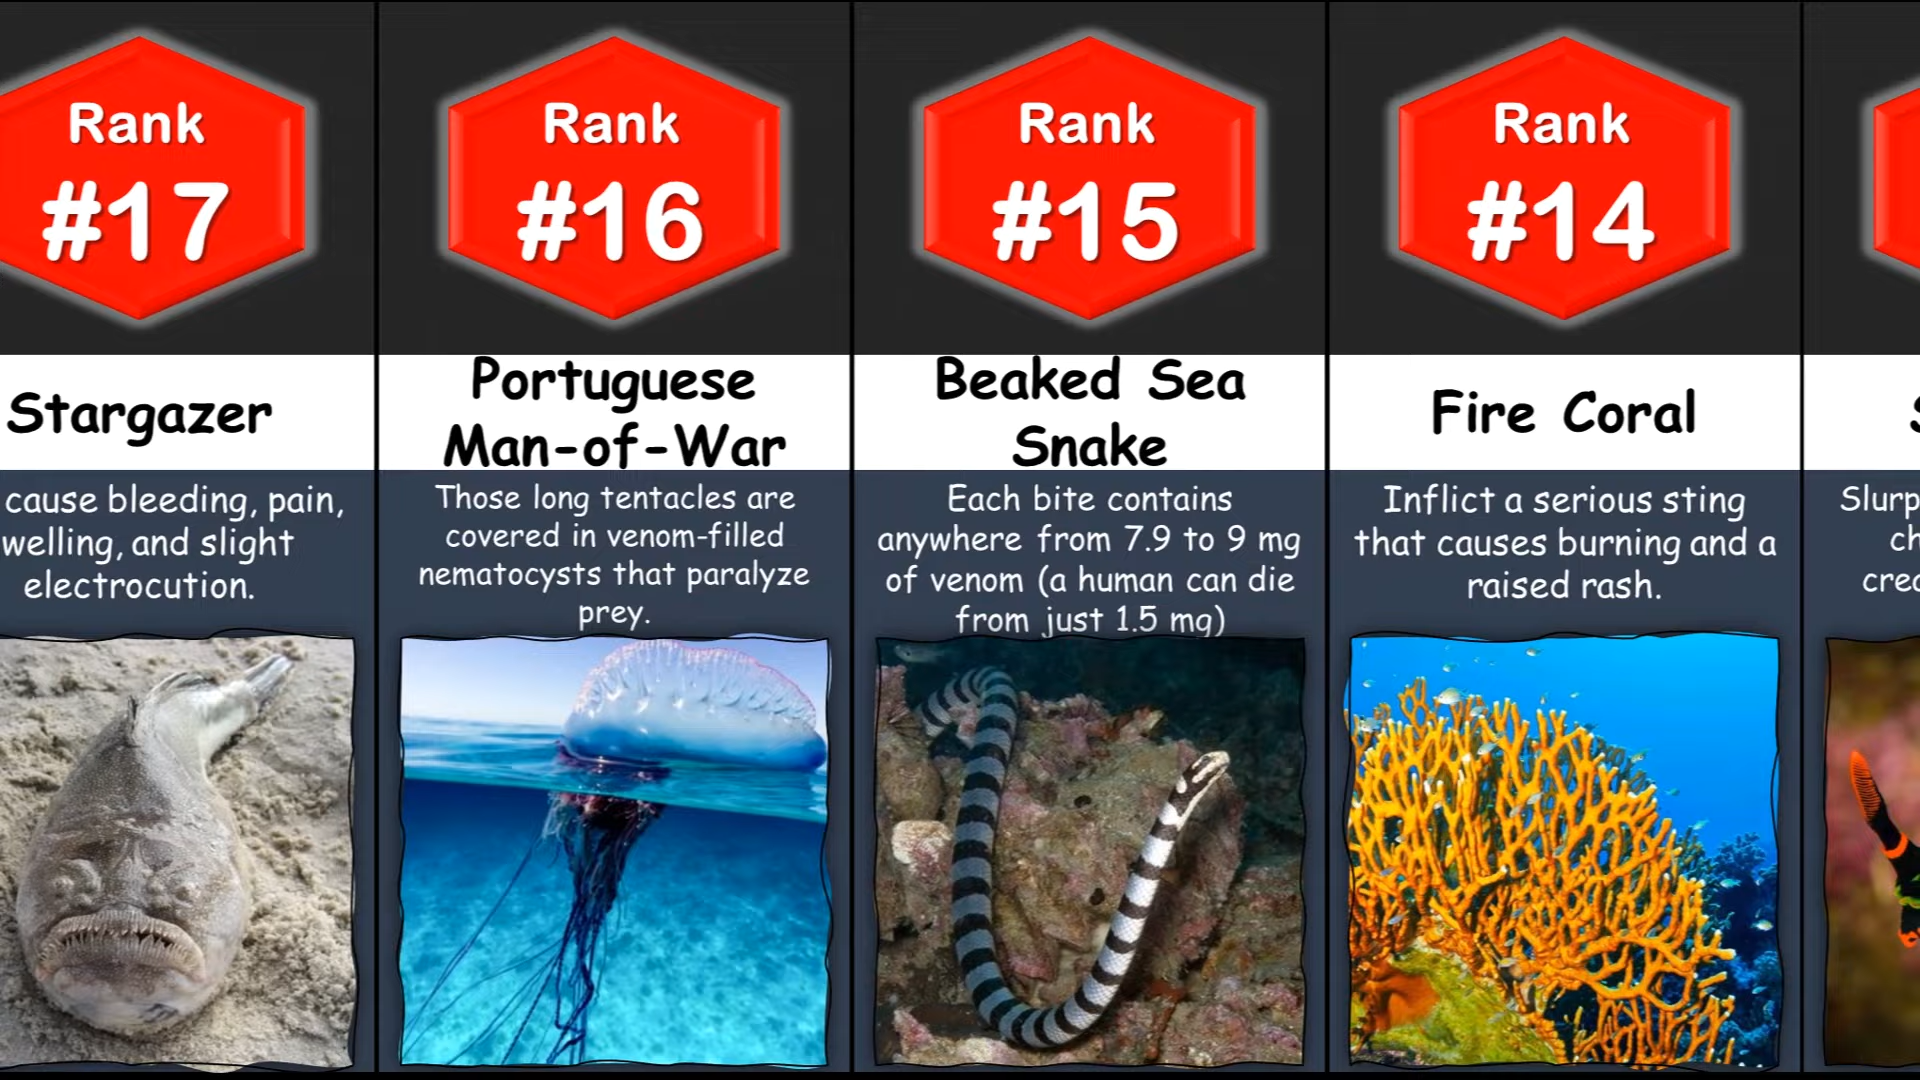 Rank
#17
Stargazer
cause bleeding, pain,
welling, and slight
electrocution.
Rank
#16
Portuguese
Man-of-War
Those long tentacles are
covered in venom-filled
nematocysts that paralyze
prey.
Rank
#15
Beaked Sea
Snake
Each bite contains
anywhere from 7.9 to 9 mg
of venom (a human can die
from just 1.5 mg)
Rank
#14
Fire Coral
Inflict a serious sting
that causes burning and a
raised rash.
S
Slurp
ch
crea